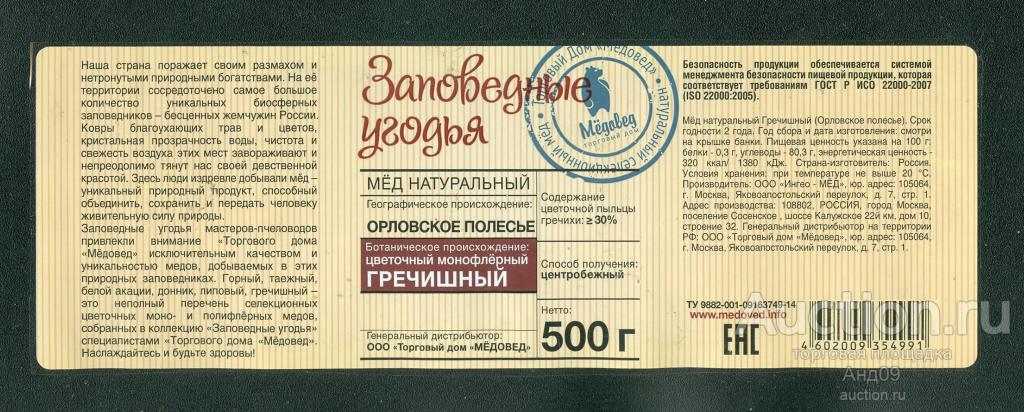 Наша страна поражает своим размахом и
нетронутыми природными богатствами. На её
территории сосредоточено самое большое
количество уникальных биосферных
заповедников – бесценных жемчужин России.
Ковры благоухающих трав и цветов,
кристальная прозрачность воды, чистота и
свежесть воздуха этих мест завораживают и
непреодолимо тянут нас своей девственной
красотой. Здесь люди издревле добывали мёд –
уникальный природный продукт, способный
объединить, сохранить и передать человеку
живительную силу природы.
Заповедные угодья мастеров-пчеловодов
привлекли внимание «Торгового дома
«Мёдовед» исключительным качеством и
уникальностью медов, добываемых в этих
природных заповедниках. Горный, таежный,
белой акации, донник, липовый, гречишный –
это неполный перечень селекционных
цветочных моно- и полифлёрных медов,
собранных в коллекцию «Заповедные угодья»
специалистами «Торгового дома «Мёдовед».
Наслаждайтесь и будьте здоровы!
Заповедные
угодья
Торговый Дом «Медовед» • натуральный селекционный мёд •
Мёдовед
торговый дом
МЁД НАТУРАЛЬНЫЙ
Географическое происхождение:
ОРЛОВСКОЕ ПОЛЕСЬЕ
Ботаническое происхождение:
цветочный монофлёрный
ГРЕЧИШНЫЙ
Генеральный дистрибьютор:
ООО «Торговый дом «МЁДОВЕД»
Содержание
цветочной пыльцы
гречихи: ≥ 30%
Способ получения:
центробежный
Нетто:
500 г
Безопасность продукции обеспечивается системой
менеджмента безопасности пищевой продукции, которая
соответствует требованиям ГОСТ Р ИСО 22000-2007
(ISO 22000:2005).
Мёд натуральный Гречишный (Орловское полесье). Срок
годности 2 года. Год сбора и дата изготовления: смотри
на крышке банки. Пищевая ценность указана на 100 г:
белки - 0,3 г, углеводы - 80,3 г, энергетическая ценность -
320 ккал/ 1380 кДж. Страна-изготовитель: Россия.
Условия хранения: при температуре не выше 20 °С.
Производитель: ООО «Ингео - МЁД», юр. адрес: 105064,
г. Москва, Яковоапостольский переулок, д. 7, стр. 1.
Адрес производства: 108802, РОССИЯ, город Москва,
поселение Сосенское , шоссе Калужское 22й км, дом 10,
строение 32. Генеральный дистрибьютор на территории
РФ: ООО «Торговый дом «Мёдовед», юр. адрес: 105064,
г. Москва, Яковоапостольский переулок, д. 7, стр. 1.
ТУ 9882-001-09163749-14
www.medoved.info
EAC
4 602009 354991
Auction.ru
торговая площадка
Анд09
auction.ru